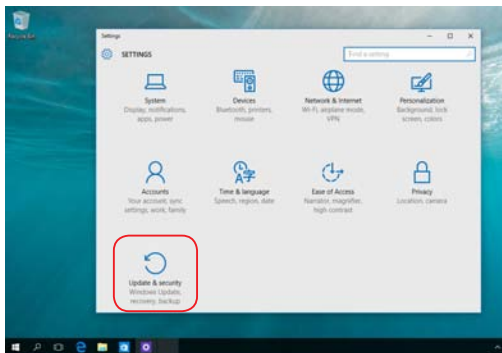 Recycle Bin
Settings
SETTINGS
Find a setting
System
Display, notifications,
apps, power
Devices
Bluetooth, printers,
mouse
Network & Internet
Wi-Fi, airplane mode,
VPN
Personalization
Background, lock
screen, colors
Accounts
Your account, sync
settings, work, family
Time & language
Speech, region, date
Ease of Access
Narrator, magnifier,
high contrast
Privacy
Location, camera
Update & security
Windows Update,
recovery, backup